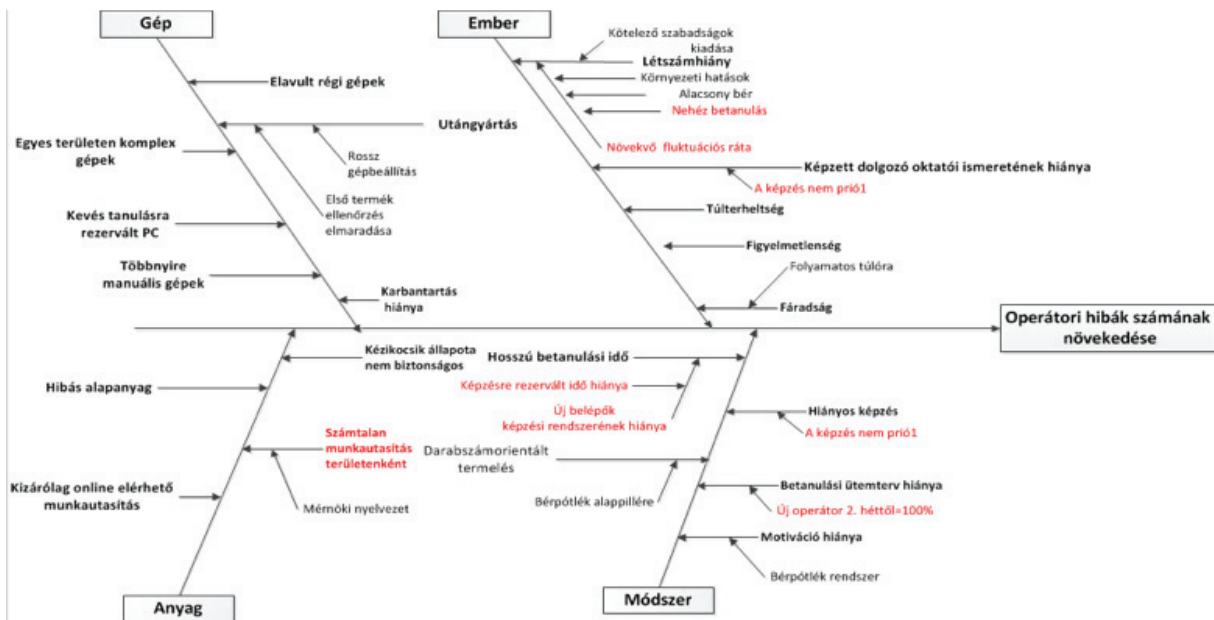 Gép
Elavult régi gépek
Utángyártás
Rossz
gépbeállítás
Első termék
ellenőrzés
elmaradása
Egyes területen komplex
gépek
Kevés tanulásra
rezervált PC
Többnyire
manuális gépek
Karbantartás
hiánya
Ember
Kötelező szabadságok
kiadása
Létszámhiány
Környezeti hatások
Alacsony bér
Nehéz betanulás
Növekvő fluktuációs ráta
Képzett dolgozó oktatói ismeretének hiánya
A képzés nem prió1
Túlterheltség
Figyelmetlenség
Folyamatos túlóra
Fáradság
Operátori hibák számának
növekedése
Kézikocsik állapota
nem biztonságos
Hibás alapanyag
Számtalan
munkautasítás
területenként
Mérnöki nyelvezet
Kizárólag online elérhető
munkautasítás
Anyag
Hosszú betanulási idő
Képzésre rezervált idő hiánya
Új belépők
képzési rendszerének hiánya
Hiányos képzés
A képzés nem prió1
Darabszámorientált
termelés
Bérpótlék alappillére
Betanulási ütemterv hiánya
Új operátor 2. héttől=100%
Motiváció hiánya
Bérpótlék rendszer
Módszer